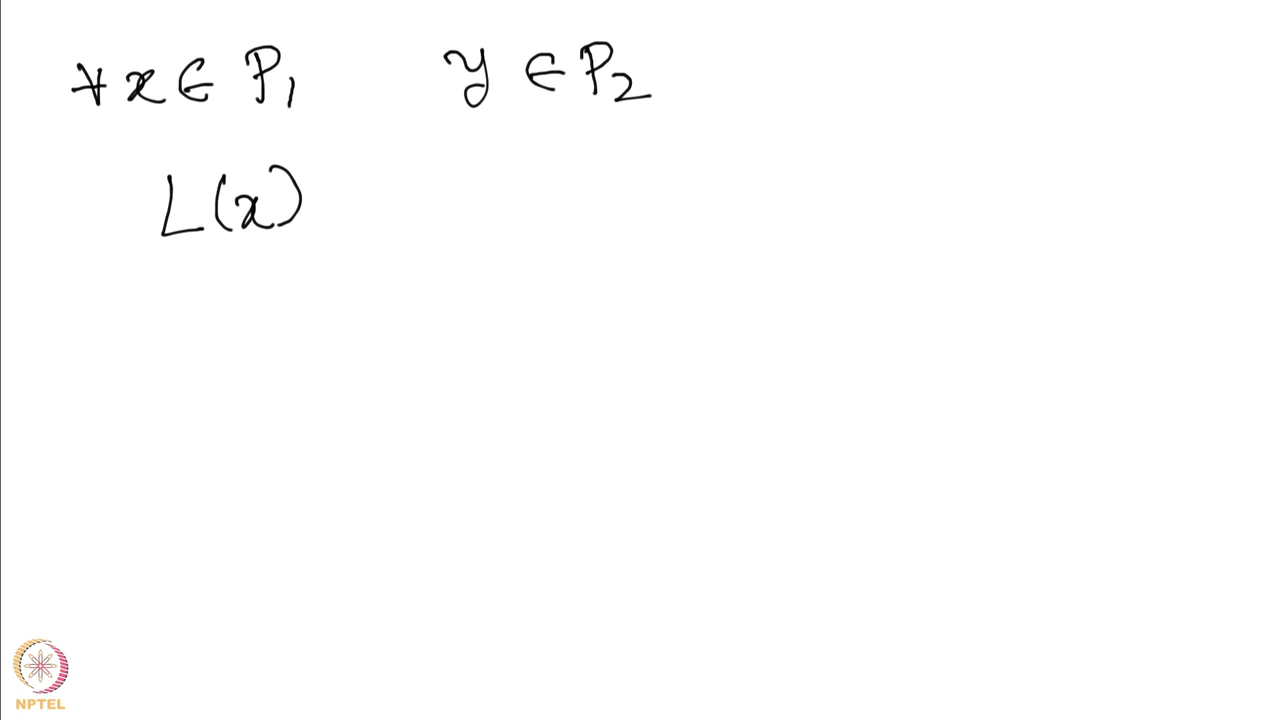 ∀ x ∈ P₁ y ∈ P₂
L(x)
NPTEL